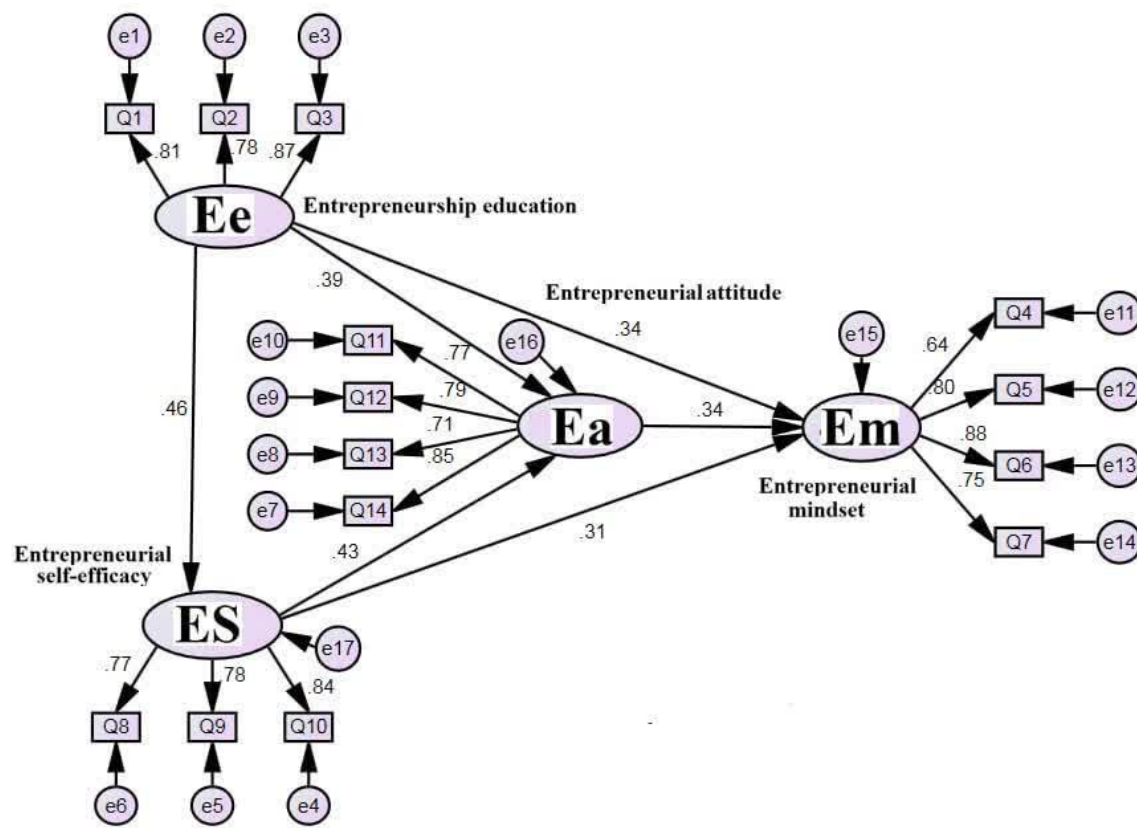 e1
e2
e3
Q1
Q2
Q3
.81
.78
.87
Ee
Entrepreneurship education
.39
Entrepreneurial attitude
.34
e10
Q11
.77
e16
e15
Q4
e11
.64
e9
Q12
.79
.80
Q5
e12
.46
.71
Ea
.34
Em
e8
Q13
.85
.88
Q6
e13
.75
e7
Q14
Entrepreneurial
mindset
.31
Q7
e14
.43
Entrepreneurial
self-efficacy
ES
e17
.77
.78
.84
Q8
Q9
Q10
e6
e5
e4